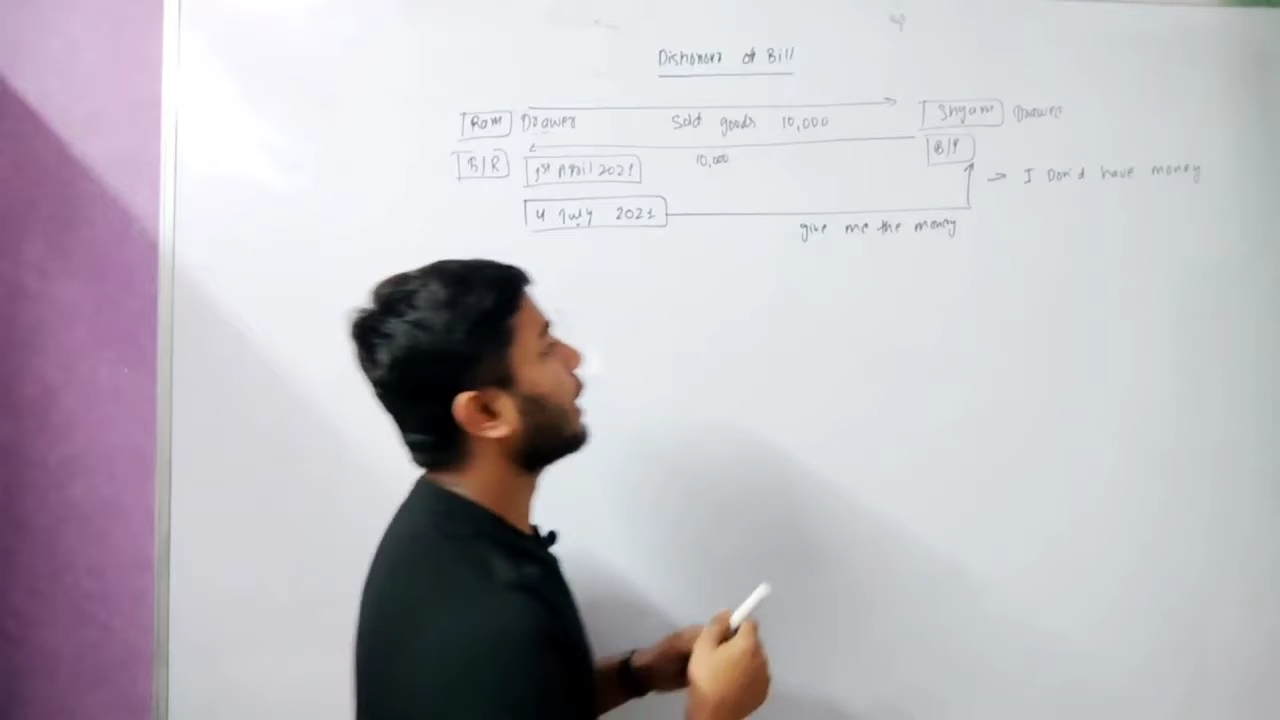 Dishonour of Bill
Ram Drawer Sold goods 10,000 Shyam Drawee
B/R 1st April 2021 10,000 B/P
4 July 2021 give me the money
→ I Don'd have money